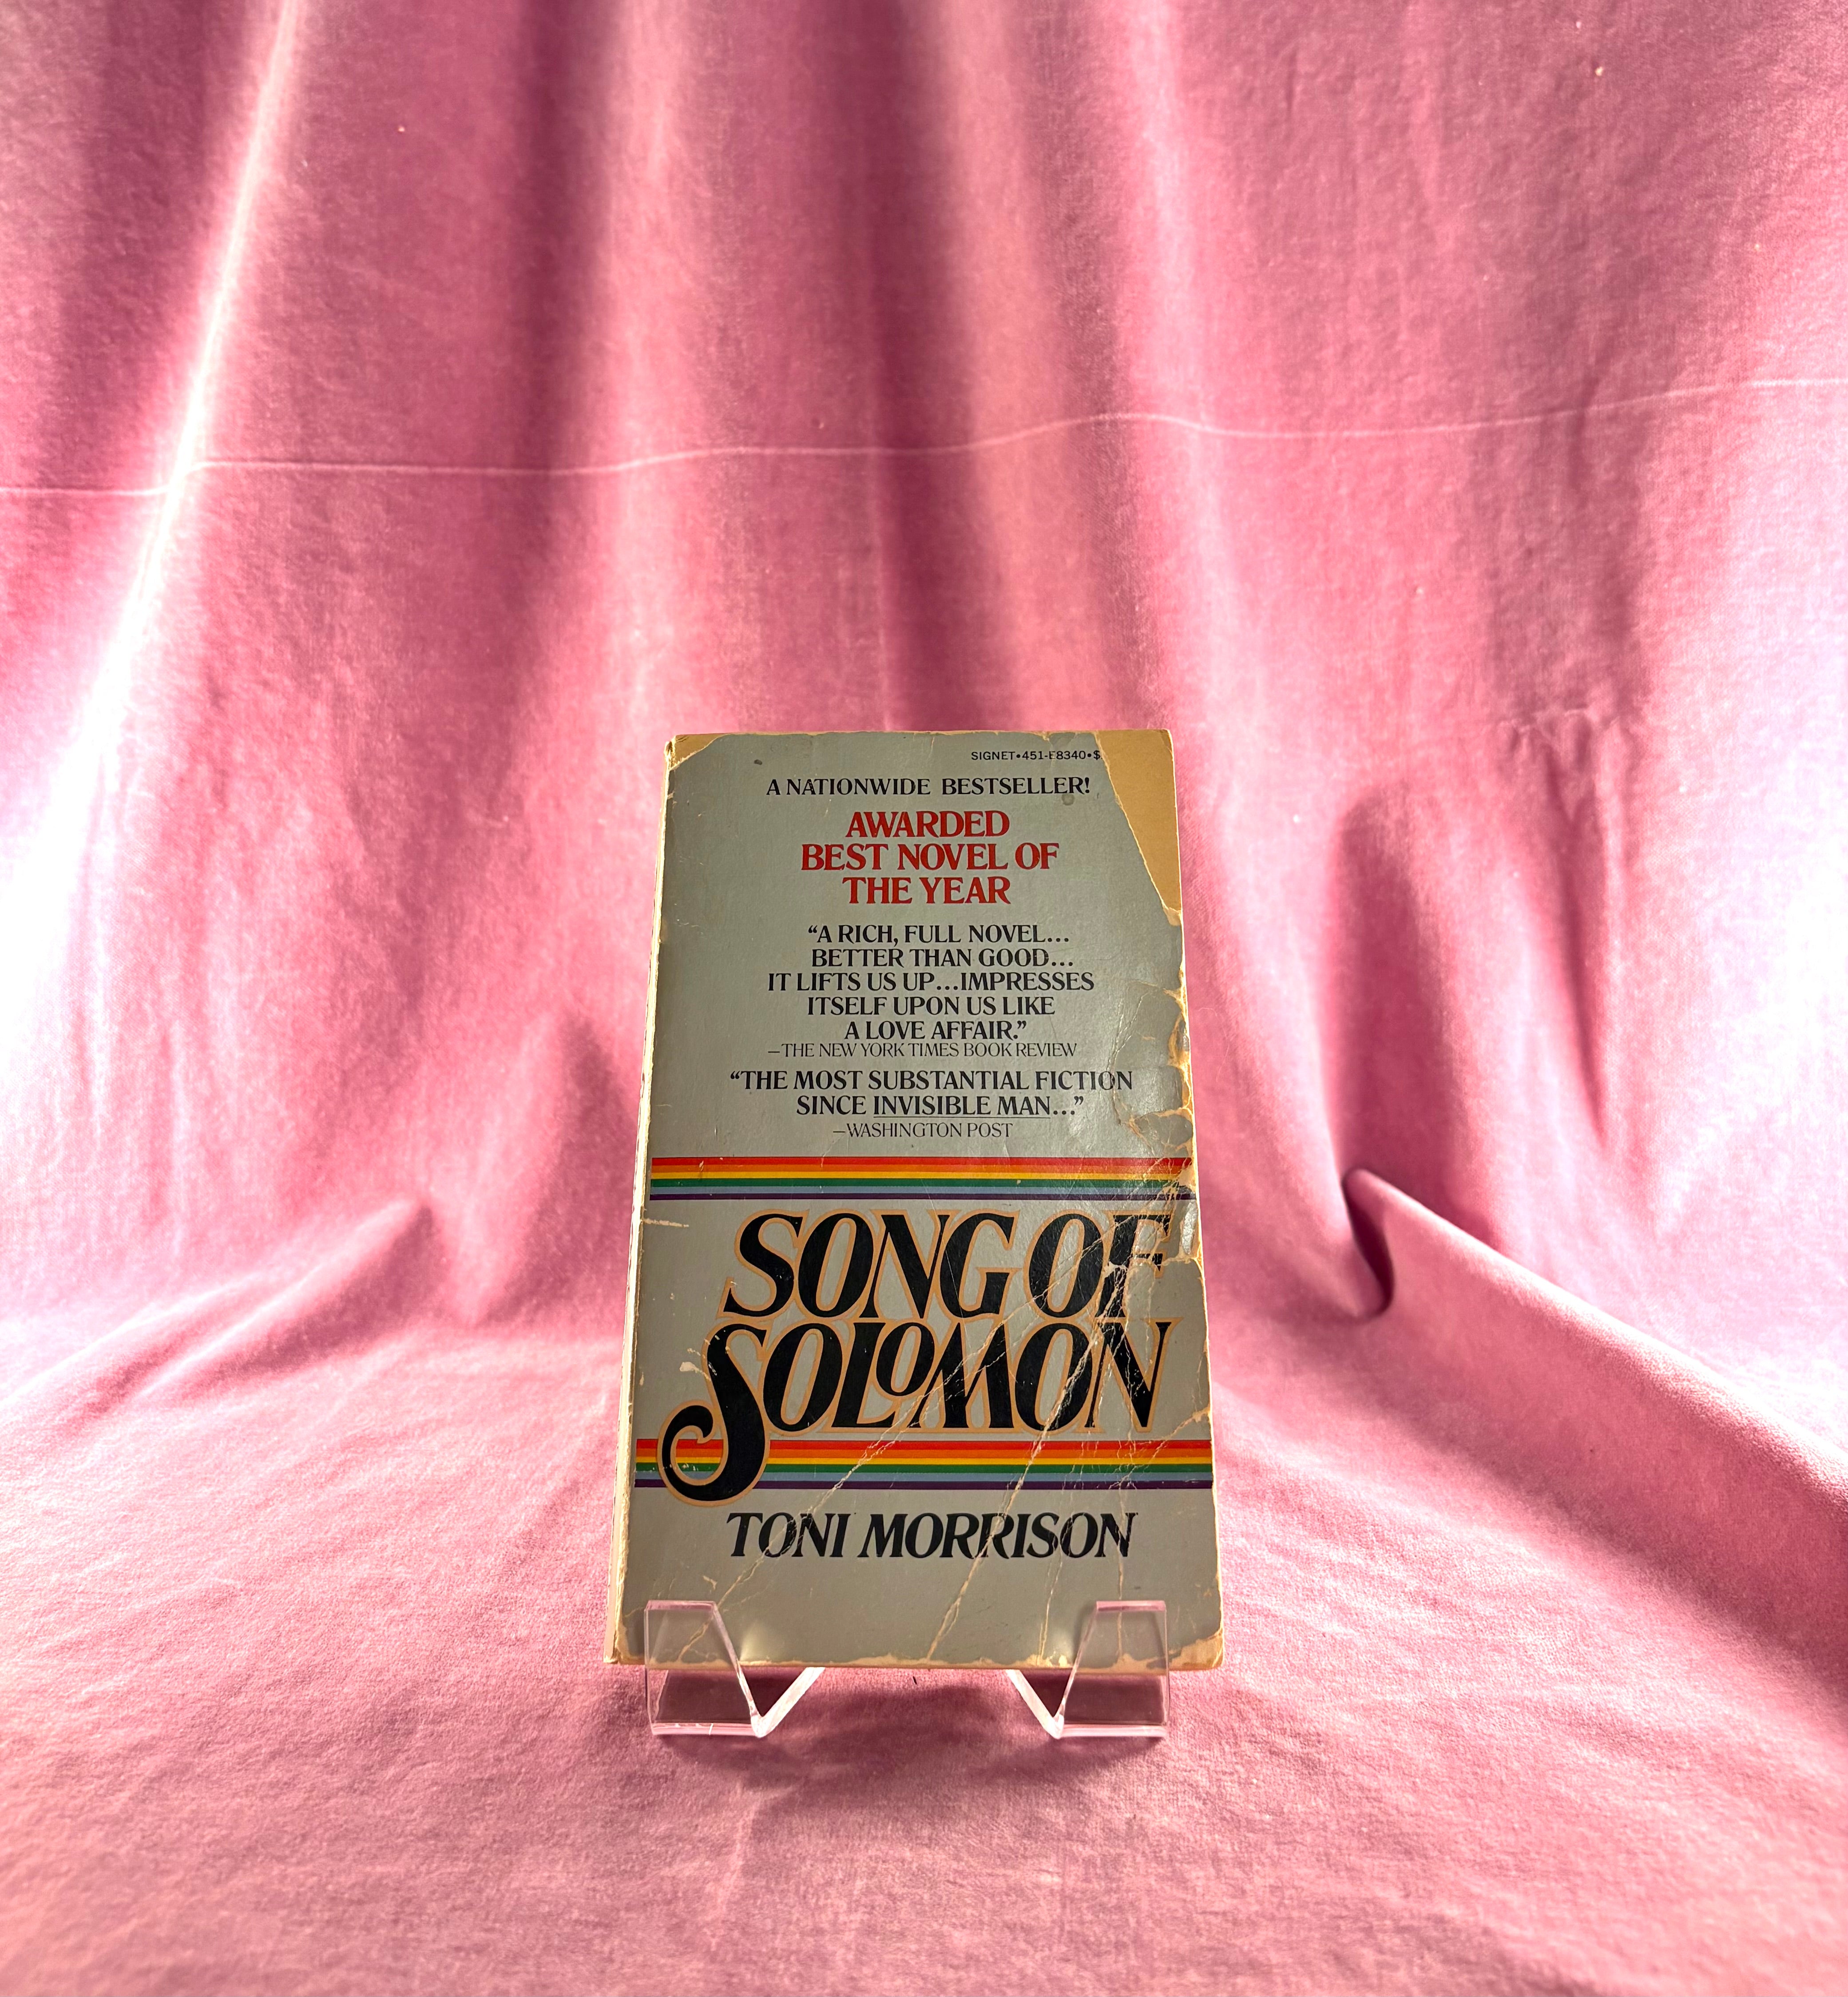 SIGNET•451-E8340•$
A NATIONWIDE BESTSELLER!
AWARDED
BEST NOVEL OF
THE YEAR
“A RICH, FULL NOVEL...
BETTER THAN GOOD...
IT LIFTS US UP...IMPRESSES
ITSELF UPON US LIKE
A LOVE AFFAIR.”
—THE NEW YORK TIMES BOOK REVIEW
“THE MOST SUBSTANTIAL FICTION
SINCE INVISIBLE MAN...”
—WASHINGTON POST
SONG OF
SOLOMON
TONI MORRISON